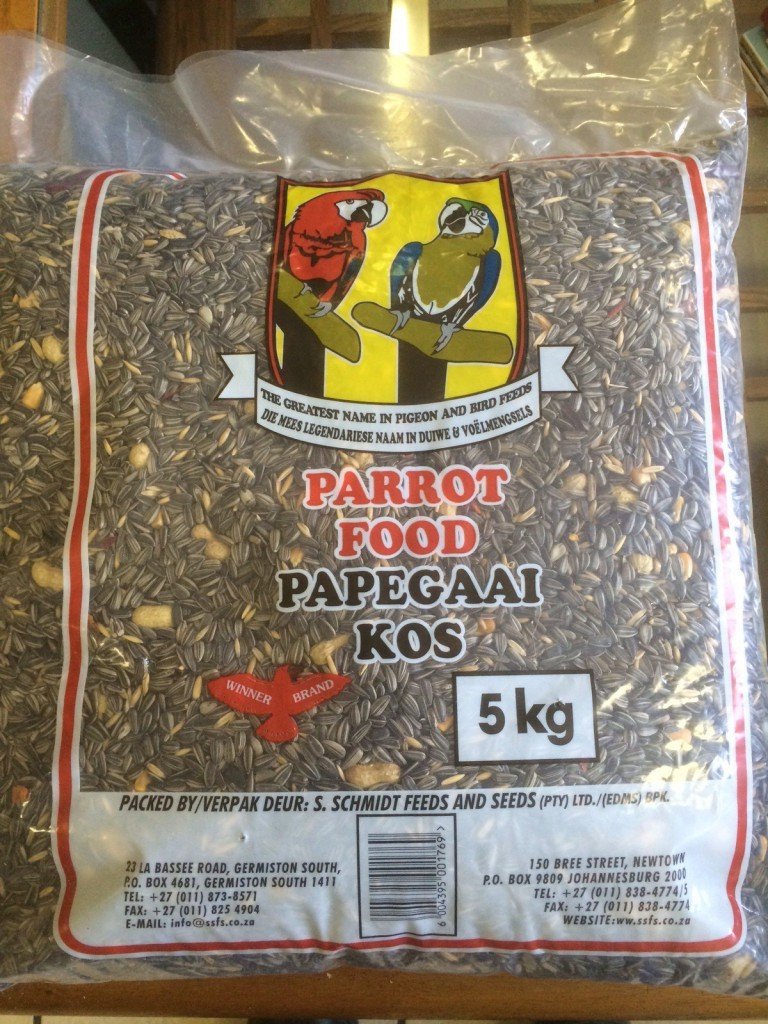 THE GREATEST NAME IN PIGEON AND BIRD FEEDS
DIE MEES LEGENDARIESE NAAM IN DUIWE & VOËLMENGSELS
PARROT
FOOD
PAPEGAAI
KOS
WINNER BRAND
5 kg
PACKED BY/VERPAK DEUR: S. SCHMIDT FEEDS AND SEEDS (PTY) LTD./(EDMS) BPK.
23 LA BASSEE ROAD, GERMISTON SOUTH,
P.O. BOX 4681, GERMISTON SOUTH 1411
TEL: +27 (011) 873-8571
FAX: +27 (011) 825 4904
E-MAIL: info@ssfs.co.za
6 004395 001769 >
150 BREE STREET, NEWTOWN
P.O. BOX 9809 JOHANNESBURG 2000
TEL: +27 (011) 838-4774/5
FAX: +27 (011) 838-4774
WEBSITE:ww.ssfs.co.za